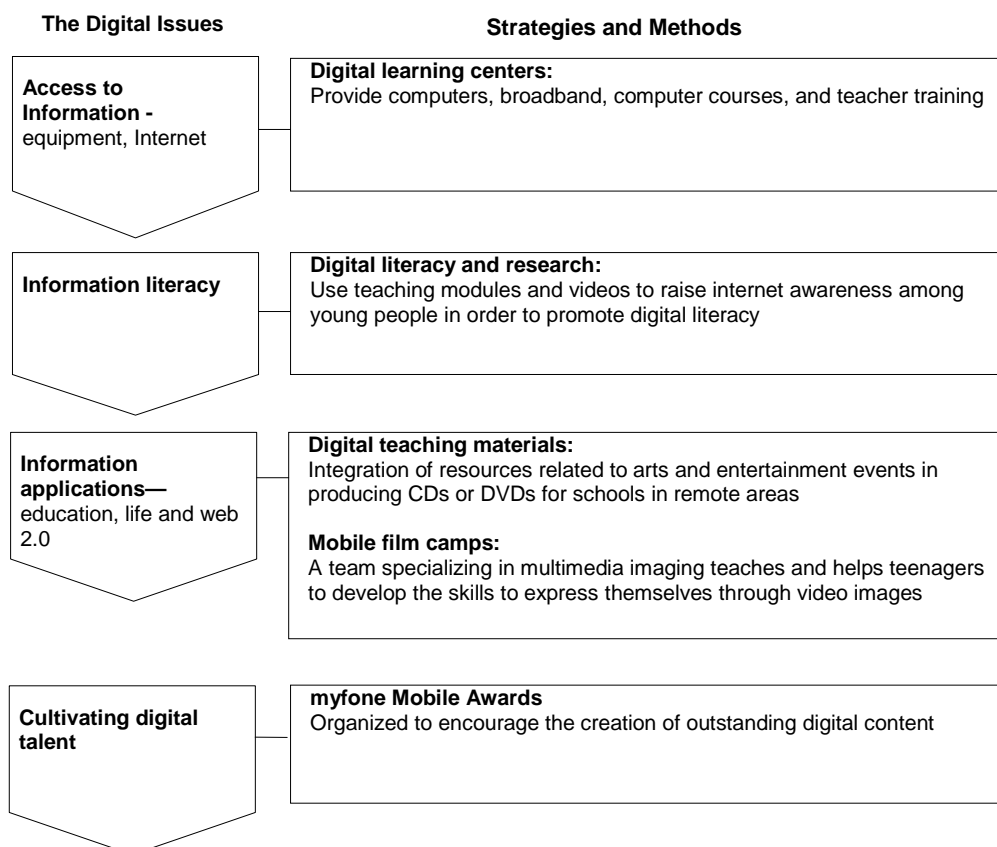 The Digital Issues
Strategies and Methods
Access to
Information -
equipment, Internet
Digital learning centers:
Provide computers, broadband, computer courses, and teacher training
Information literacy
Digital literacy and research:
Use teaching modules and videos to raise internet awareness among
young people in order to promote digital literacy
Information
applications—
education, life and web
2.0
Digital teaching materials:
Integration of resources related to arts and entertainment events in
producing CDs or DVDs for schools in remote areas
Mobile film camps:
A team specializing in multimedia imaging teaches and helps teenagers
to develop the skills to express themselves through video images
Cultivating digital
talent
myfone Mobile Awards
Organized to encourage the creation of outstanding digital content